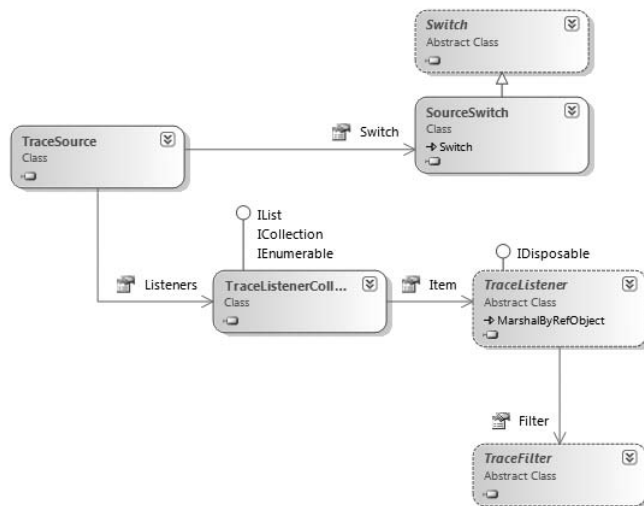 Switch
Abstract Class
SourceSwitch
Class
Switch
TraceSource
Class
Switch
IList
ICollection
IEnumerable
Listeners
TraceListenerColl...
Class
Item
IDisposable
TraceListener
Abstract Class
MarshalByRefObject
Filter
TraceFilter
Abstract Class